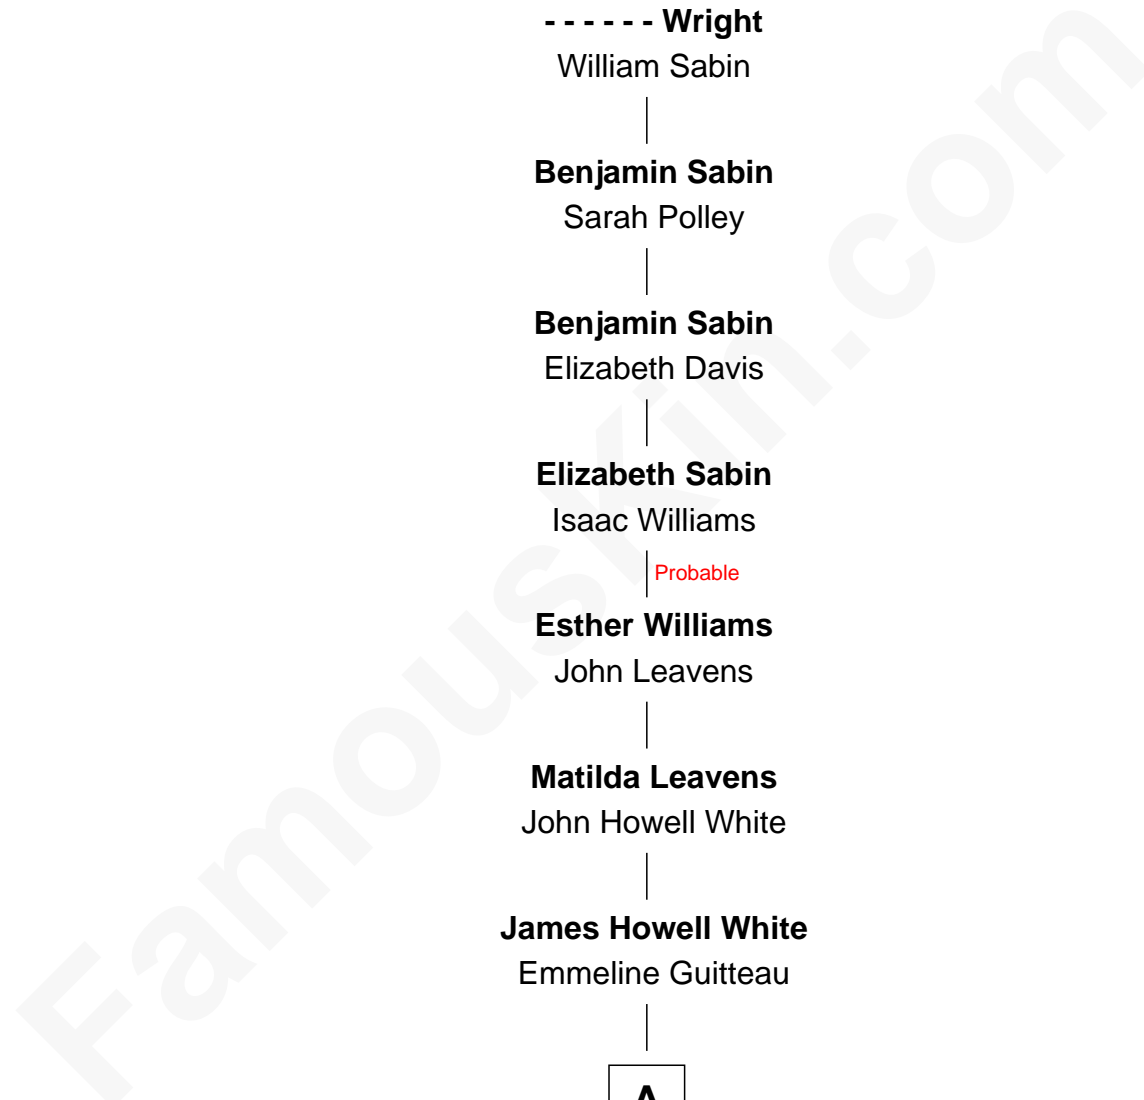 - - - - - - Wright
William Sabin
Benjamin Sabin
Sarah Polley
Benjamin Sabin
Elizabeth Davis
Elizabeth Sabin
Isaac Williams
Probable
Esther Williams
John Leavens
Matilda Leavens
John Howell White
James Howell White
Emmeline Guitteau
A
FamousKin.com